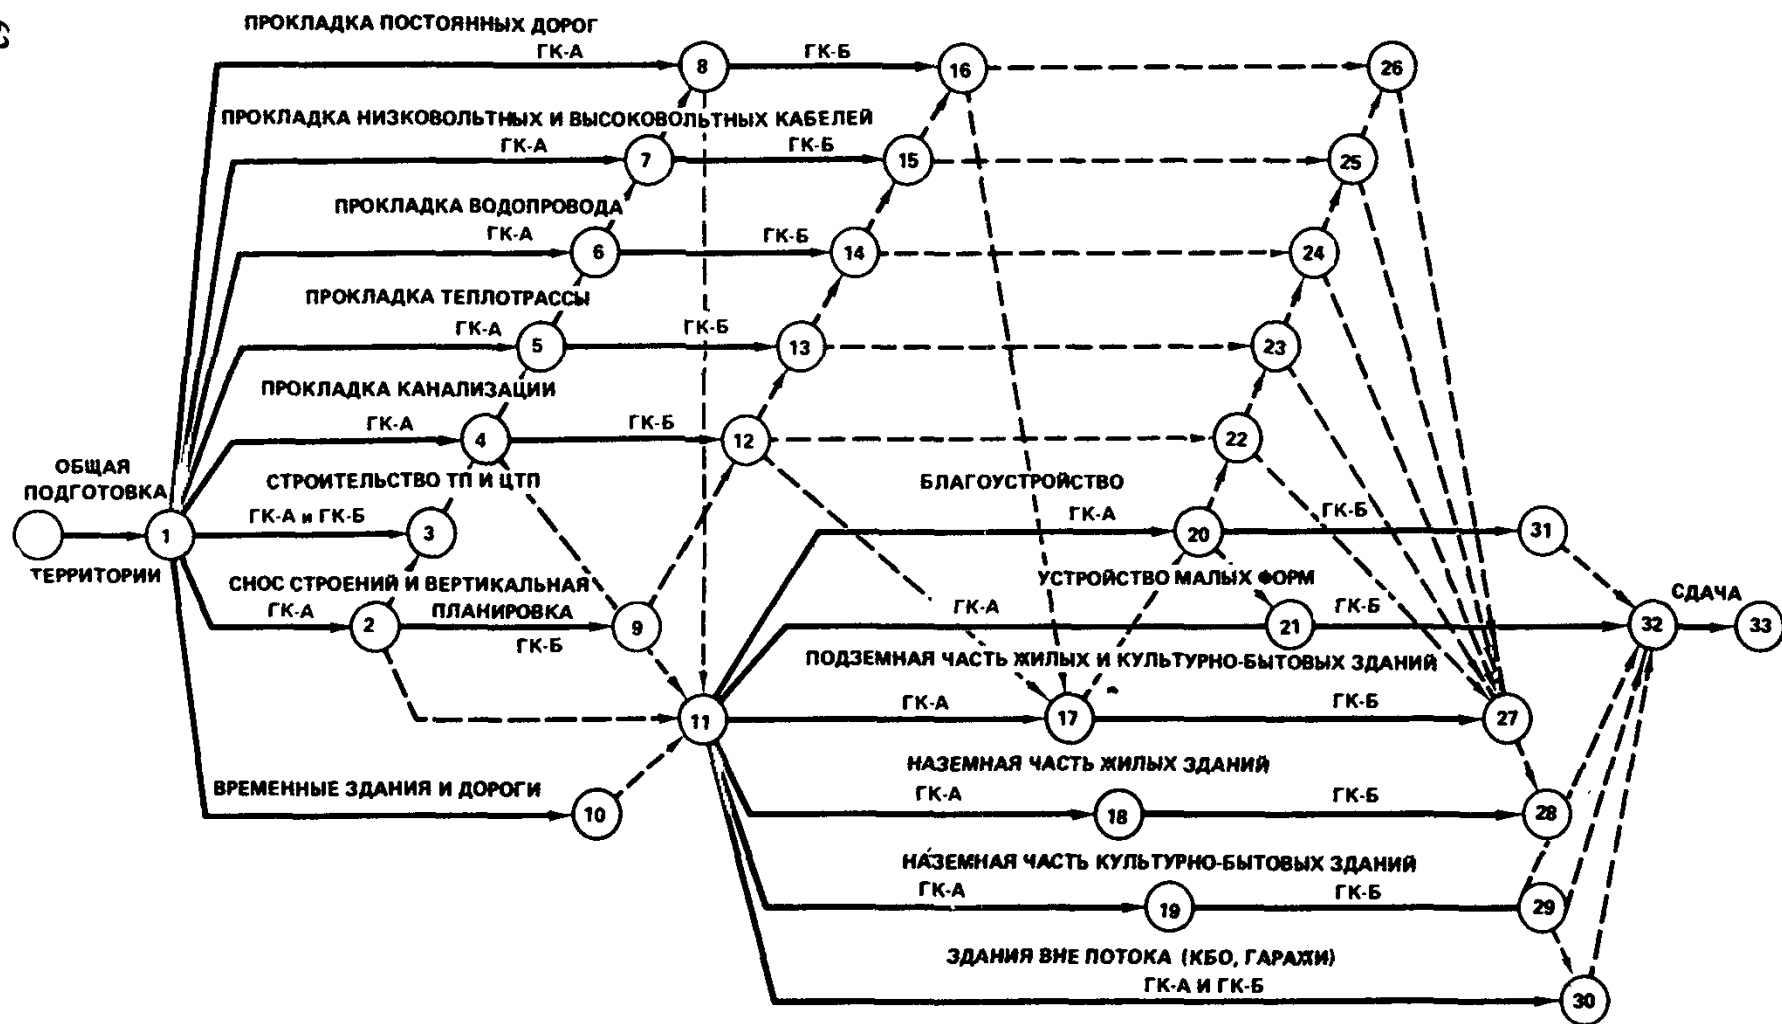 ПРОКЛАДКА ПОСТОЯННЫХ ДОРОГ
ГК-А
ГК-Б
8
16
26
ПРОКЛАДКА НИЗКОВОЛЬТНЫХ И ВЫСОКОВОЛЬТНЫХ КАБЕЛЕЙ
ГК-А
ГК-Б
7
15
25
ПРОКЛАДКА ВОДОПРОВОДА
ГК-А
ГК-Б
6
14
24
ПРОКЛАДКА ТЕПЛОТРАССЫ
ГК-А
ГК-Б
5
13
23
ПРОКЛАДКА КАНАЛИЗАЦИИ
ГК-А
ГК-Б
4
12
22
ОБЩАЯ
ПОДГОТОВКА
ТЕРРИТОРИИ
1
СТРОИТЕЛЬСТВО ТП И ЦТП
ГК-А и ГК-Б
3
БЛАГОУСТРОЙСТВО
ГК-А
ГК-Б
20
31
СНОС СТРОЕНИЙ И ВЕРТИКАЛЬНАЯ
ПЛАНИРОВКА
ГК-А
ГК-Б
2
9
УСТРОЙСТВО МАЛЫХ ФОРМ
ГК-А
ГК-Б
21
32
СДАЧА
33
ПОДЗЕМНАЯ ЧАСТЬ ЖИЛЫХ И КУЛЬТУРНО-БЫТОВЫХ ЗДАНИЙ
ГК-А
ГК-Б
11
17
27
ВРЕМЕННЫЕ ЗДАНИЯ И ДОРОГИ
10
НАЗЕМНАЯ ЧАСТЬ ЖИЛЫХ ЗДАНИЙ
ГК-А
ГК-Б
18
28
НАЗЕМНАЯ ЧАСТЬ КУЛЬТУРНО-БЫТОВЫХ ЗДАНИЙ
ГК-А
ГК-Б
19
29
ЗДАНИЯ ВНЕ ПОТОКА (КБО, ГАРАЖИ)
ГК-А И ГК-Б
30